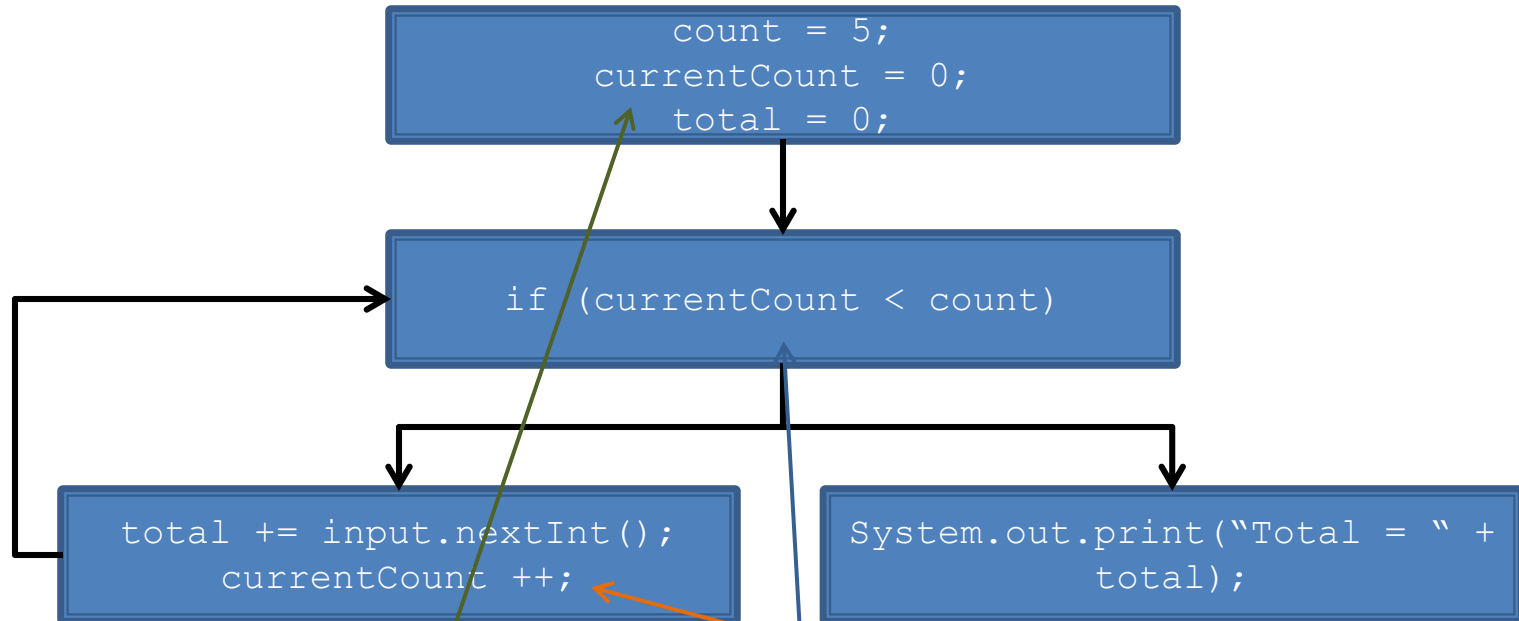 count = 5;
currentCount = 0;
total = 0;
if (currentCount < count)
total += input.nextInt();
currentCount ++;
System.out.print(“Total = “ +
total);